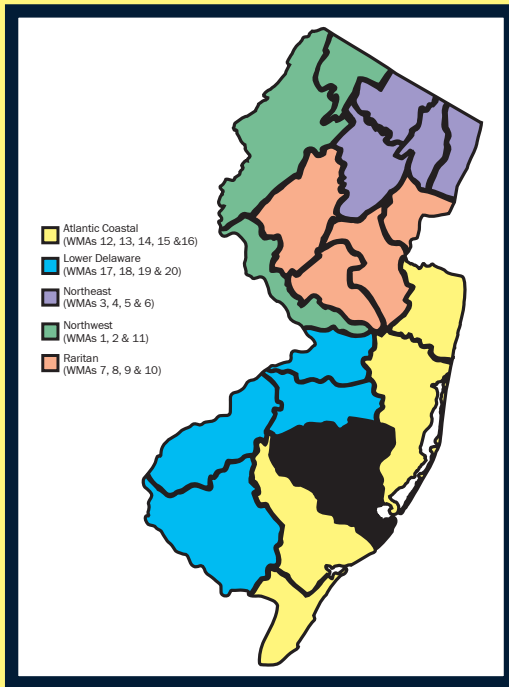 Atlantic Coastal
(WMAs 12, 13, 14, 15 &16)
Lower Delaware
(WMAs 17, 18, 19 & 20)
Northeast
(WMAs 3, 4, 5 & 6)
Northwest
(WMAs 1, 2 & 11)
Raritan
(WMAs 7, 8, 9 & 10)